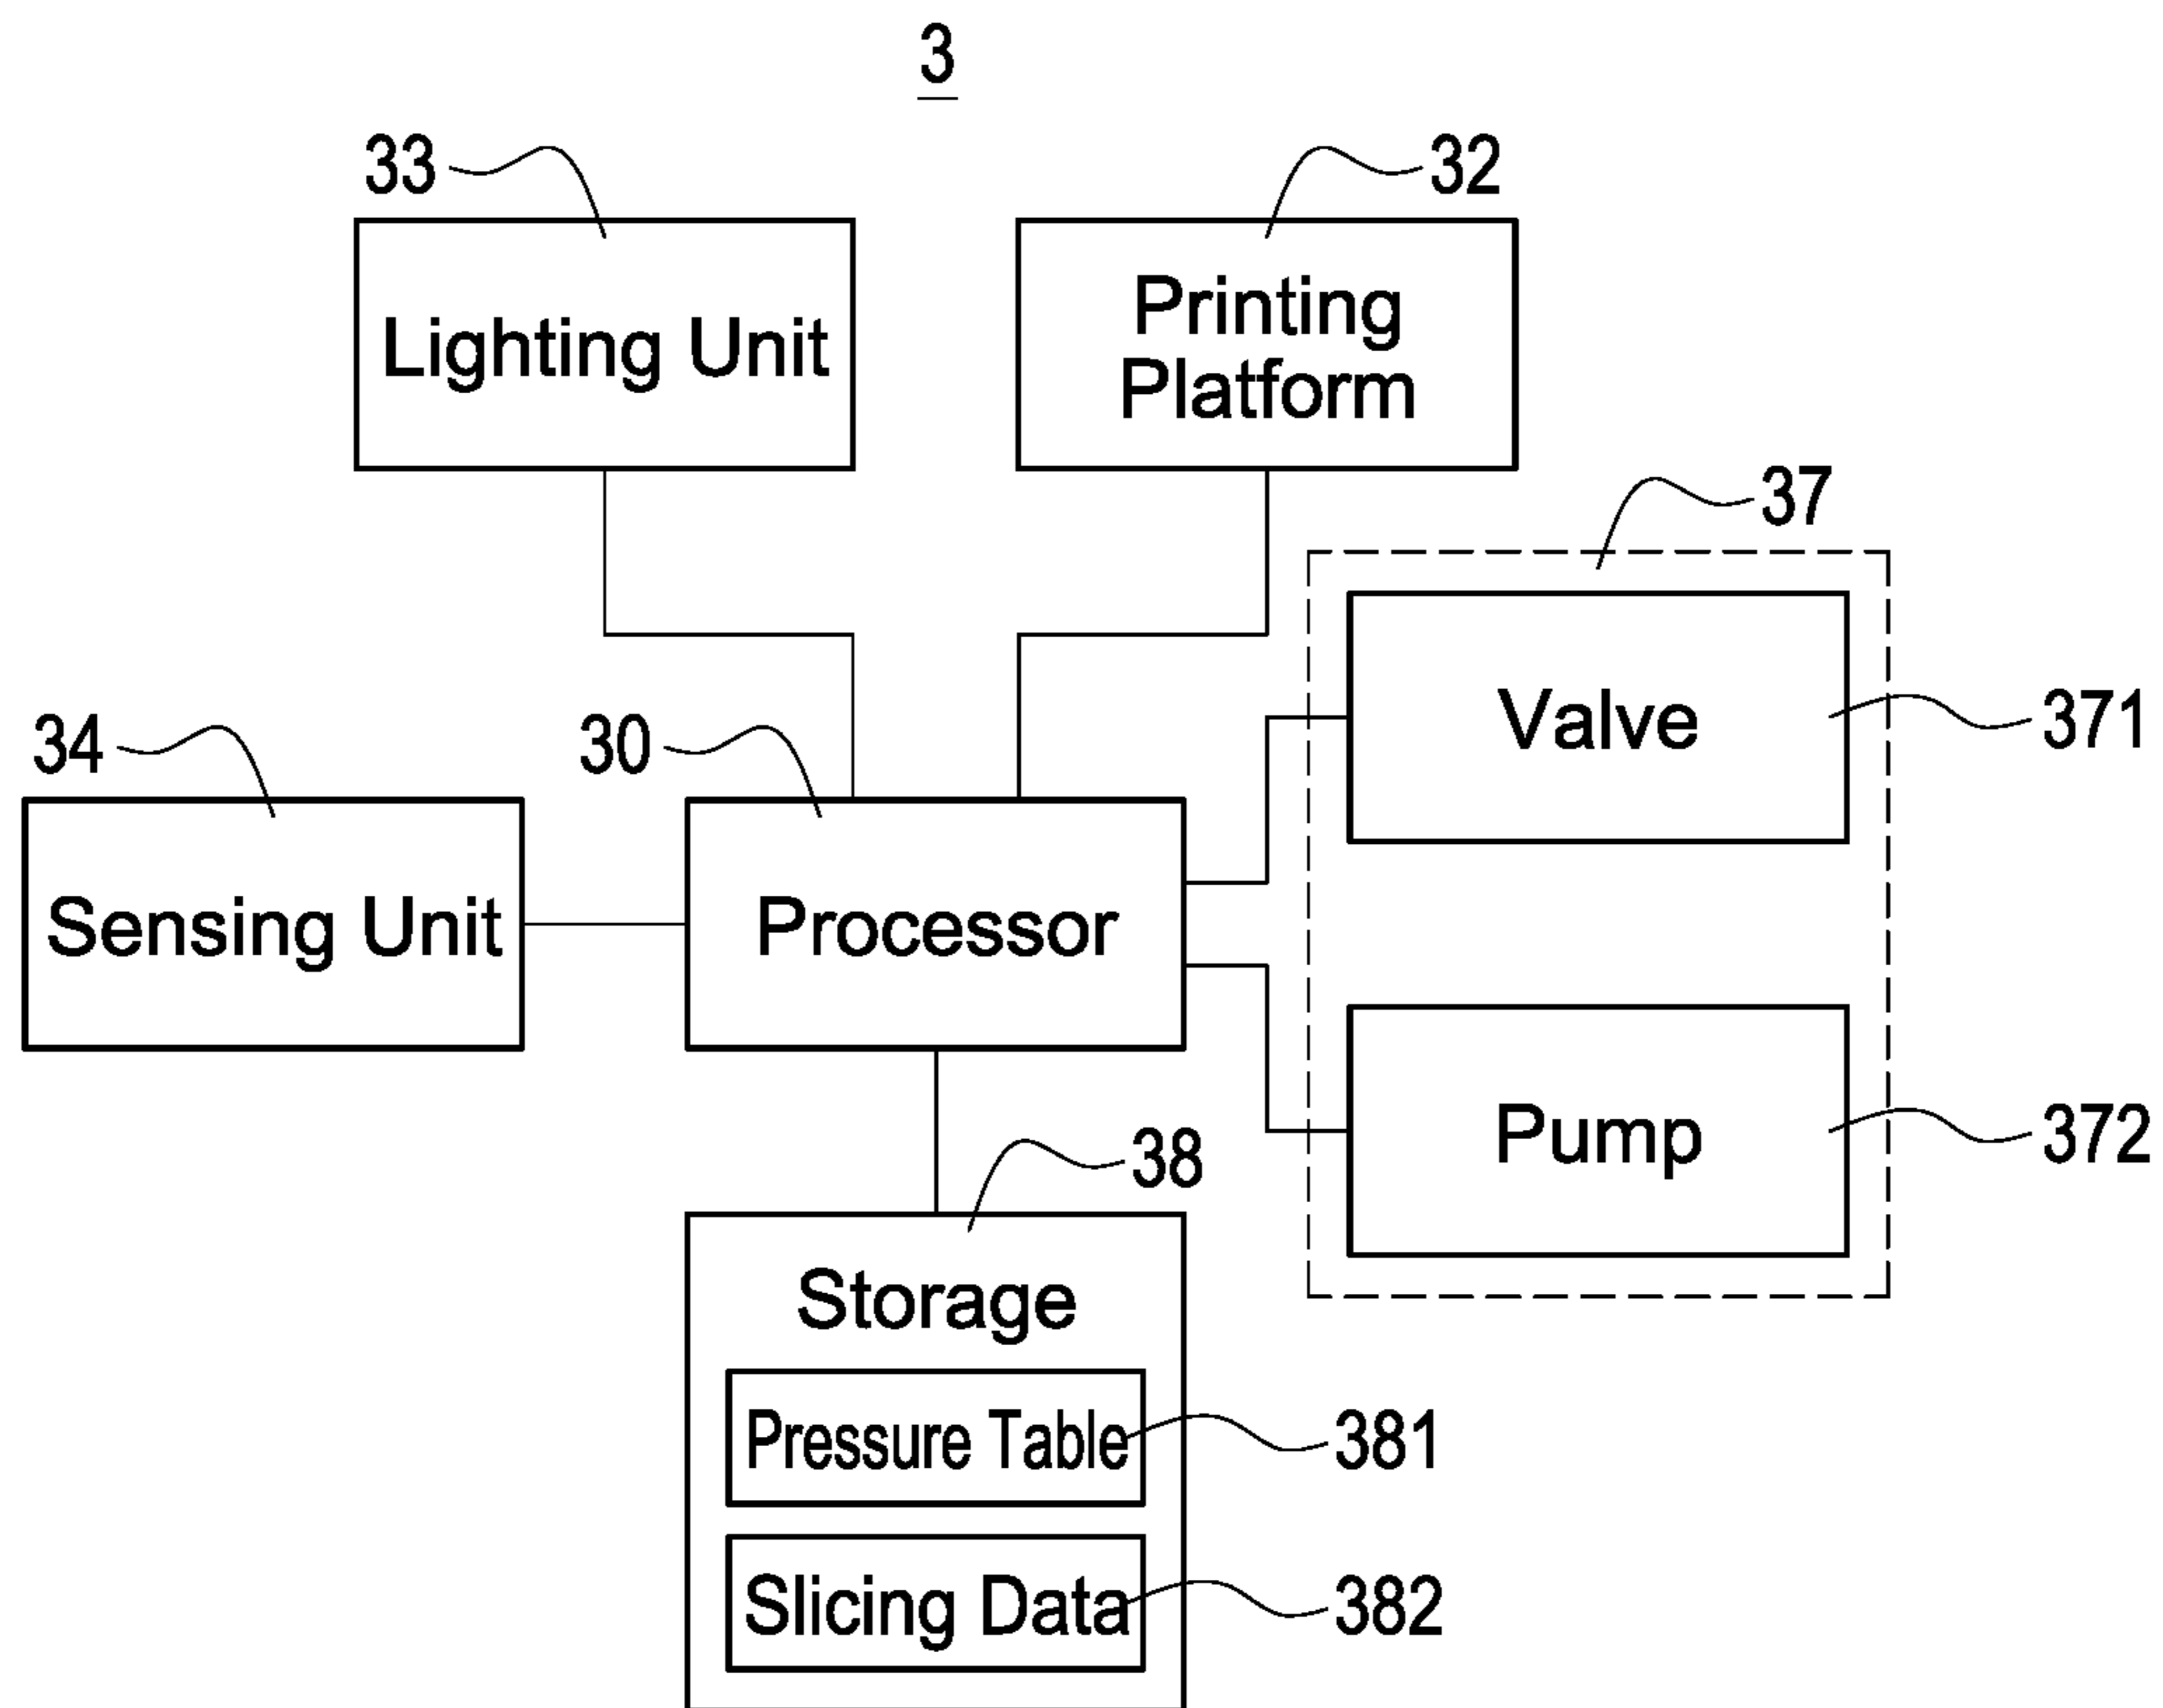 3
33
32
Lighting Unit
Printing
Platform
37
Valve
371
34
30
Sensing Unit
Processor
Pump
372
38
Storage
Pressure Table
381
Slicing Data
382